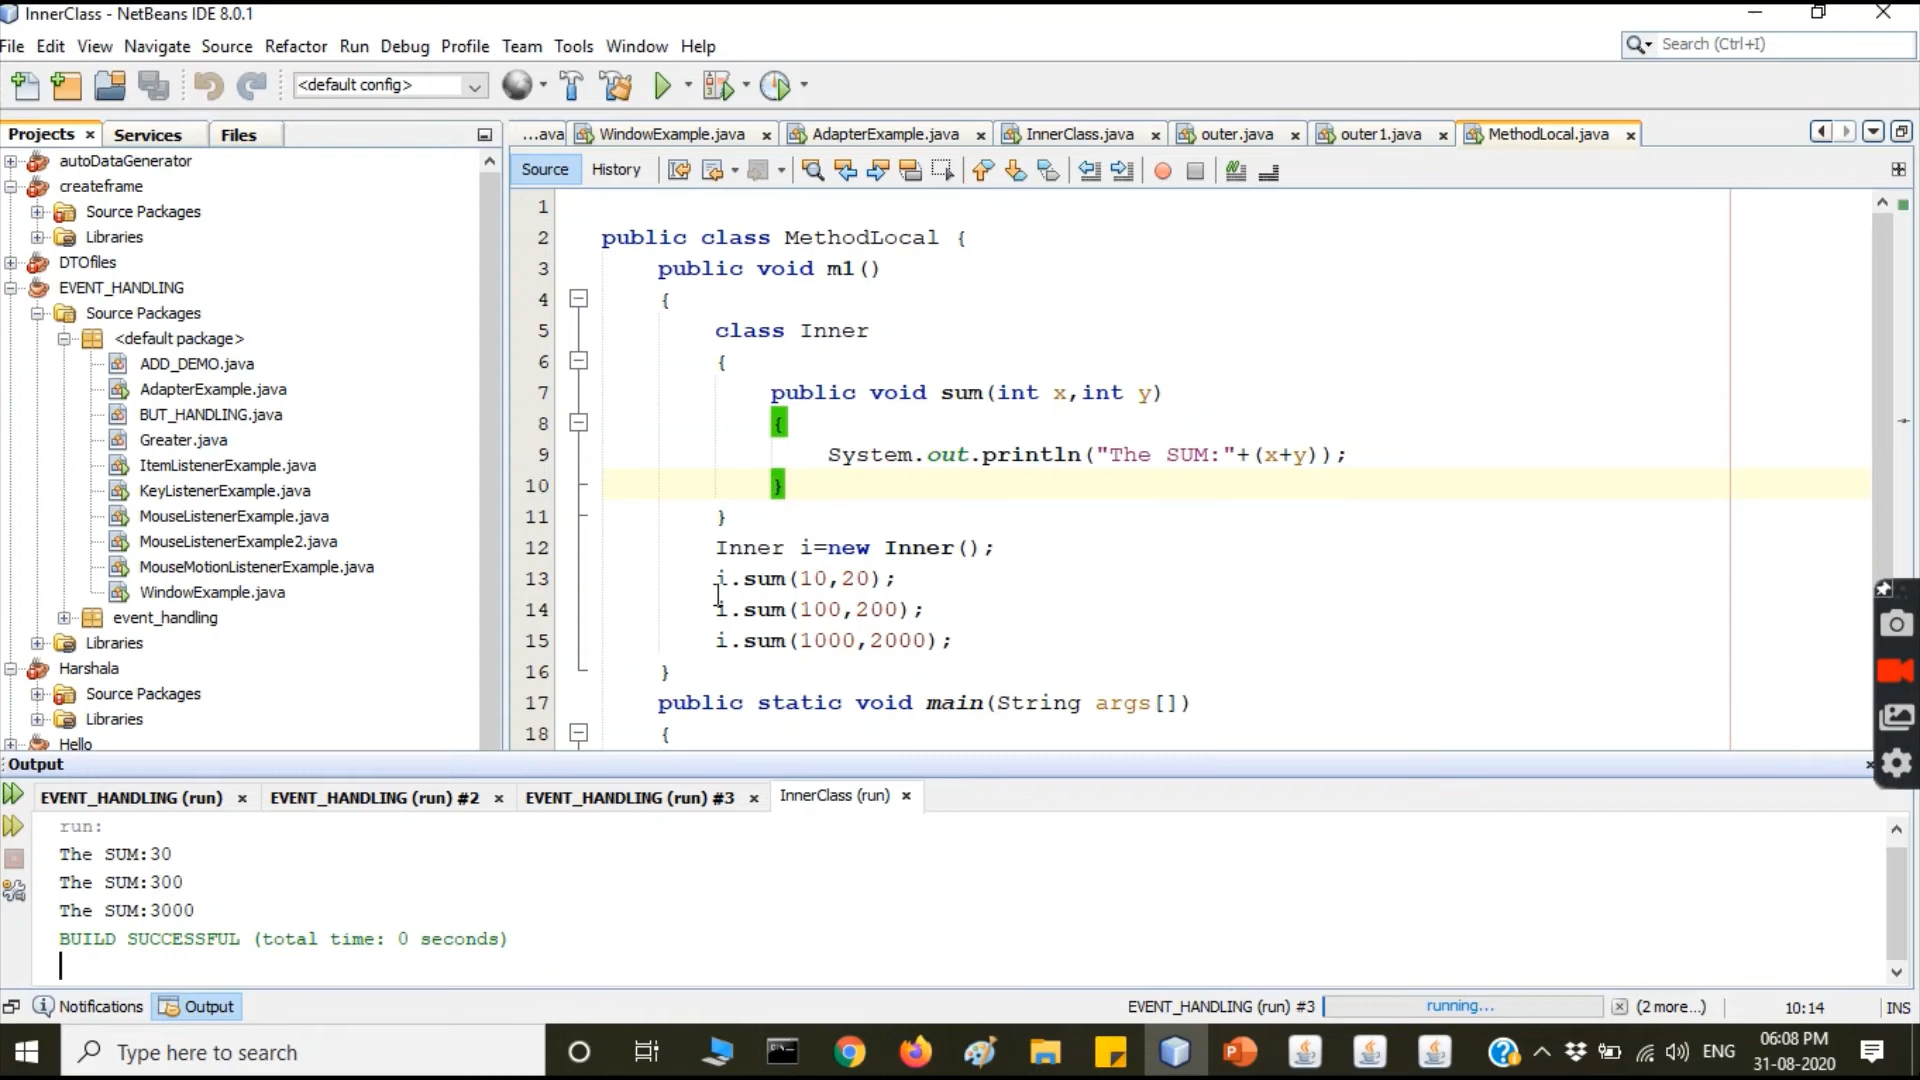 InnerClass - NetBeans IDE 8.0.1
File Edit View Navigate Source Refactor Run Debug Profile Team Tools Window Help
Search (Ctrl+I)
<default config>
Projects Services Files
...ava WindowExample.java AdapterExample.java InnerClass.java outer.java outer1.java MethodLocal.java
Source History
autoDataGenerator
createframe
Source Packages
Libraries
DTOfiles
EVENT_HANDLING
Source Packages
<default package>
ADD_DEMO.java
AdapterExample.java
BUT_HANDLING.java
Greater.java
ItemListenerExample.java
KeyListenerExample.java
MouseListenerExample.java
MouseListenerExample2.java
MouseMotionListenerExample.java
WindowExample.java
event_handling
Libraries
Harshala
Source Packages
Libraries
Hello
1
2 public class MethodLocal {
3 public void m1()
4 {
5 class Inner
6 {
7 public void sum(int x,int y)
8 {
9 System.out.println("The SUM:"+(x+y));
10 }
11 }
12 Inner i=new Inner();
13 i.sum(10,20);
14 i.sum(100,200);
15 i.sum(1000,2000);
16 }
17 public static void main(String args[])
18 {
Output
EVENT_HANDLING (run) EVENT_HANDLING (run) #2 EVENT_HANDLING (run) #3 InnerClass (run)
run:
The SUM:30
The SUM:300
The SUM:3000
BUILD SUCCESSFUL (total time: 0 seconds)
Notifications Output EVENT_HANDLING (run) #3 running... (2 more...) 10:14 INS
Type here to search ENG 06:08 PM
31-08-2020